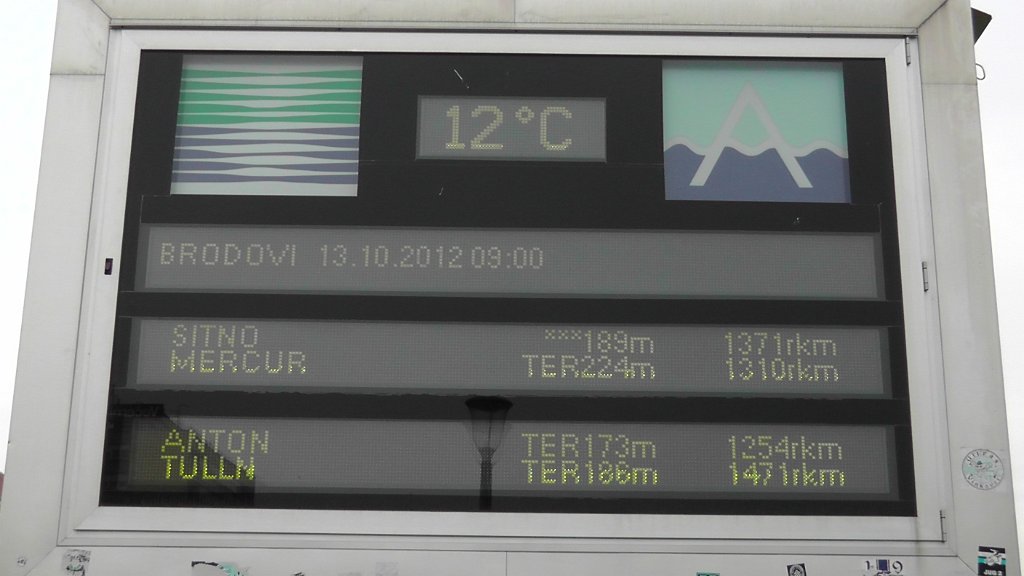 12°C
BRODOVI 13.10.2012 09:00
SITNO ***189m 1371rkm
MERCUR TER224m 1310rkm
ANTON TER173m 1254rkm
TULLN TER186m 1471rkm